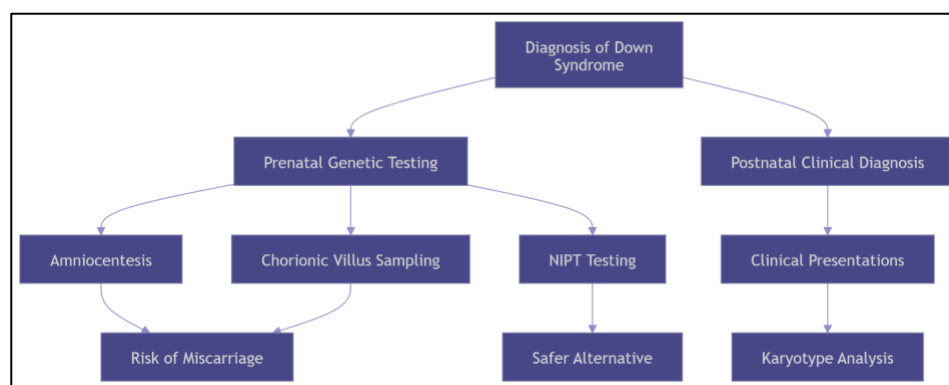 Diagnosis of Down
Syndrome
Prenatal Genetic Testing
Postnatal Clinical Diagnosis
Amniocentesis
Chorionic Villus Sampling
NIPT Testing
Clinical Presentations
Risk of Miscarriage
Safer Alternative
Karyotype Analysis